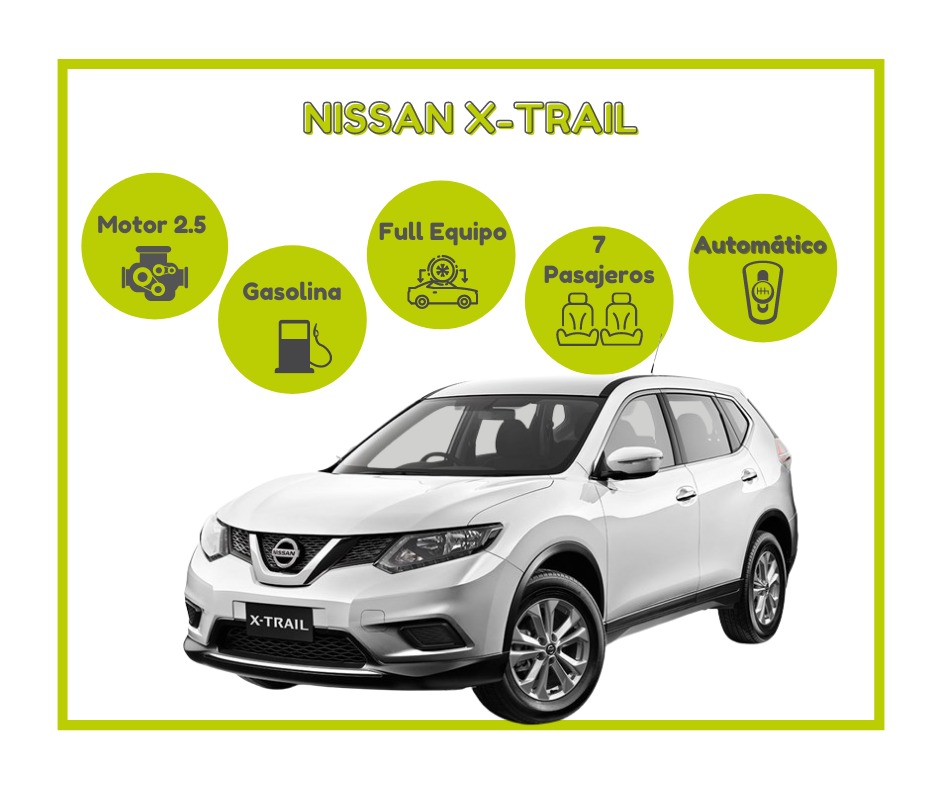 NISSAN X-TRAIL
Motor 2.5
Gasolina
Full Equipo
7
Pasajeros
Automático
NISSAN
X-TRAIL